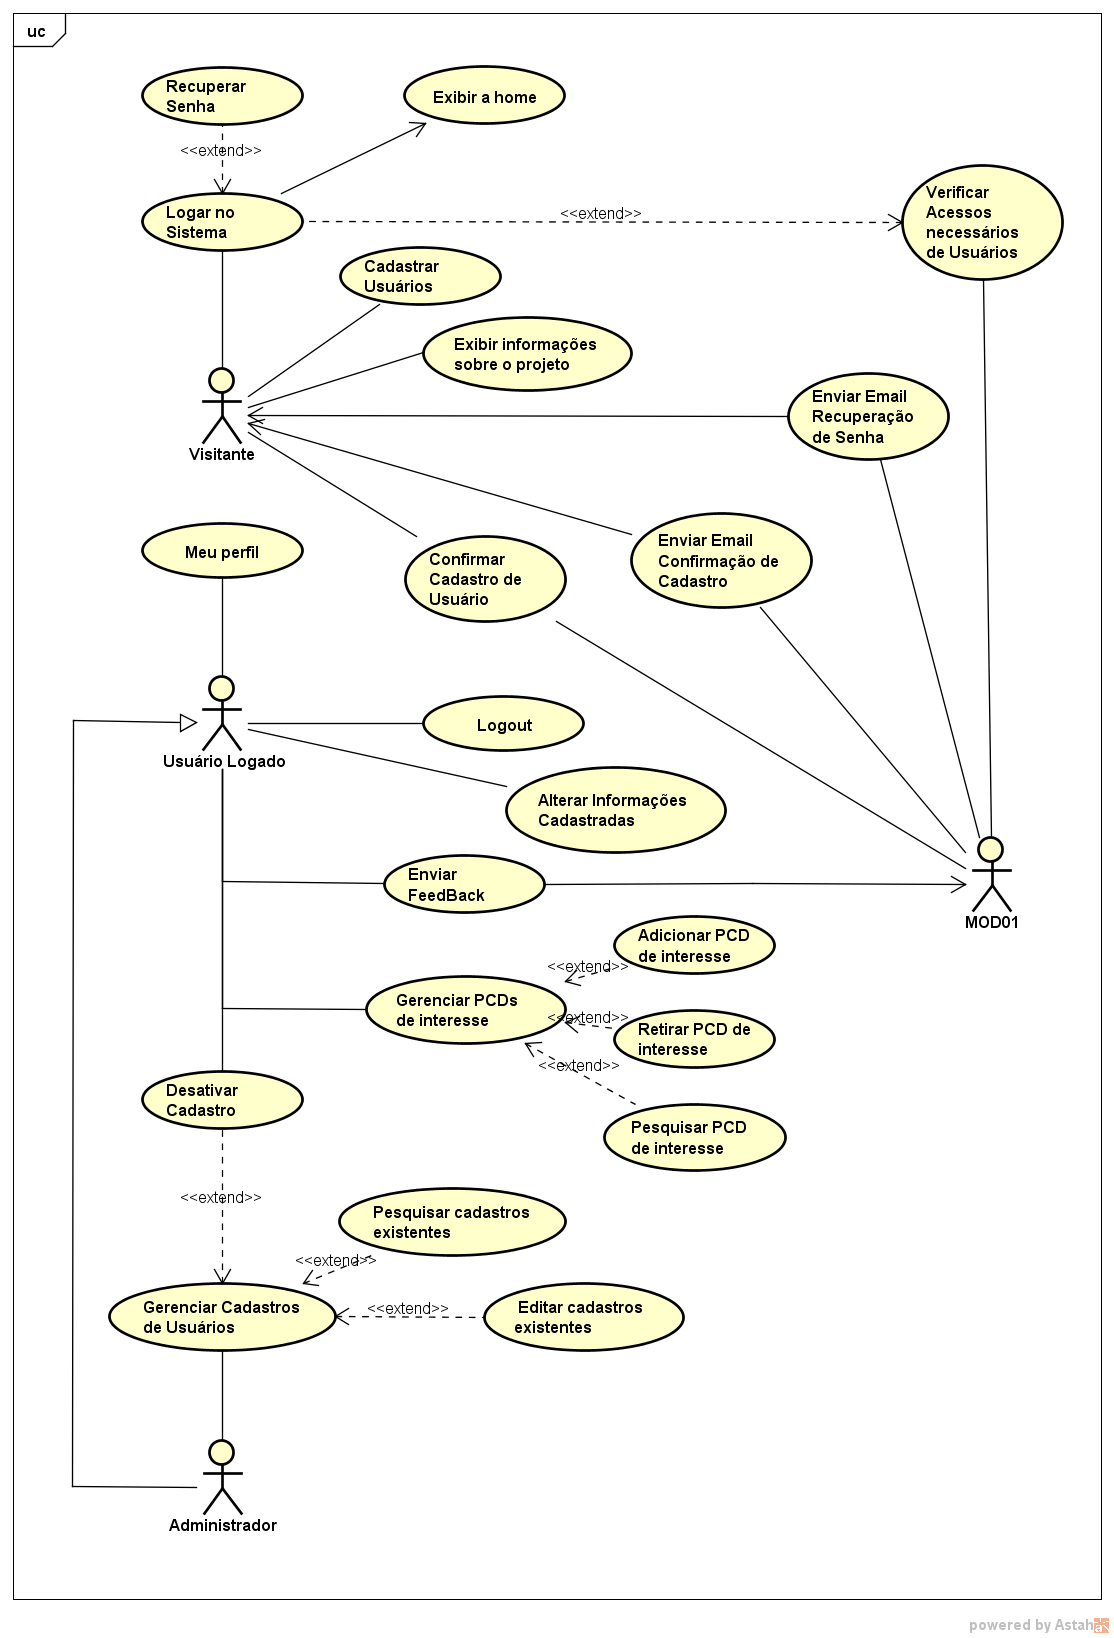 uc
Recuperar
Senha
Exibir a home
<<extend>>
Logar no
Sistema
<<extend>>
Verificar
Acessos
necessários
de Usuários
Cadastrar
Usuários
Exibir informações
sobre o projeto
Enviar Email
Recuperação
de Senha
Visitante
Meu perfil
Confirmar
Cadastro de
Usuário
Enviar Email
Confirmação de
Cadastro
Usuário Logado
Logout
Alterar Informações
Cadastradas
Enviar
FeedBack
MOD01
Adicionar PCD
de interesse
<<extend>>
Gerenciar PCDs
de interesse
<<extend>>
Retirar PCD de
interesse
<<extend>>
Pesquisar PCD
de interesse
Desativar
Cadastro
<<extend>>
Pesquisar cadastros
existentes
<<extend>>
Gerenciar Cadastros
de Usuários
<<extend>>
Editar cadastros
existentes
Administrador
powered by Astah